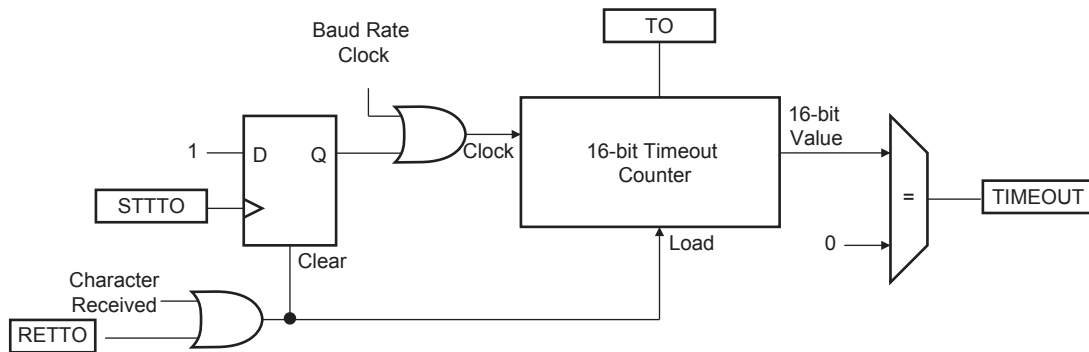 TO
Baud Rate
Clock
16-bit
Value
1
D
Q
Clock
16-bit Timeout
Counter
STTTO
=
TIMEOUT
0
Clear
Load
Character
Received
RETTO